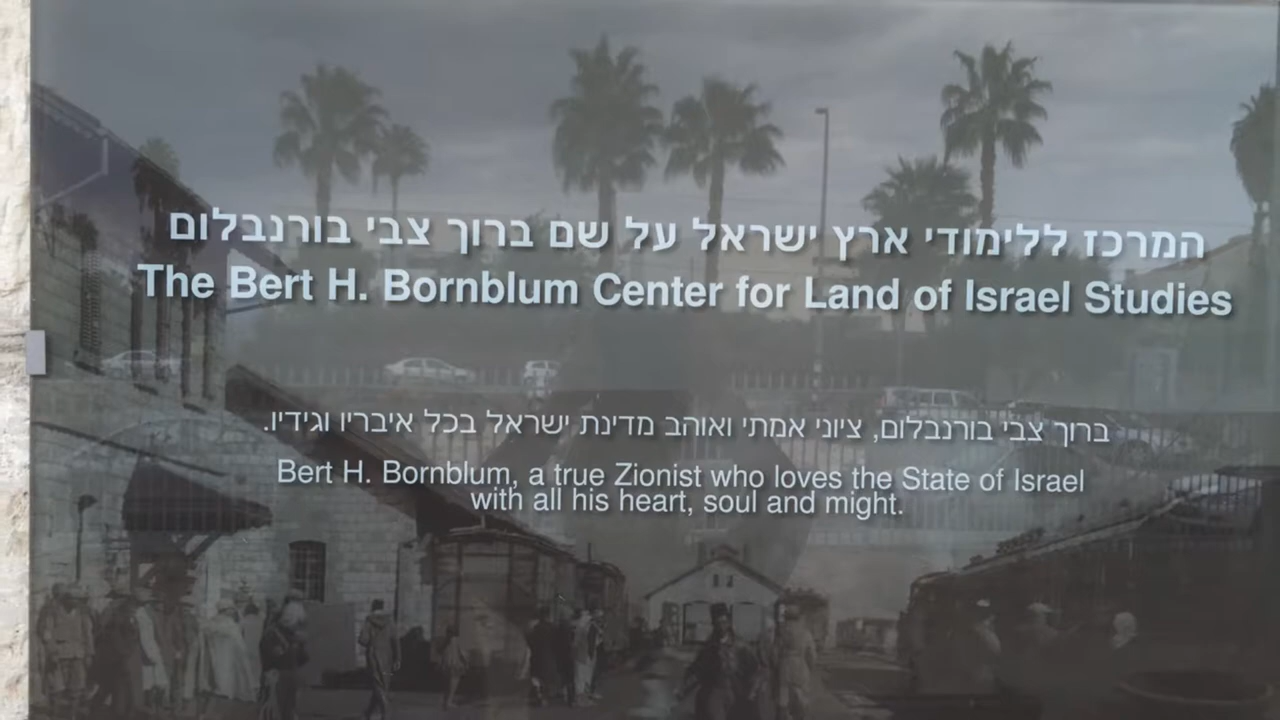 המרכז ללימודי ארץ ישראל על שם ברוך צבי בורנבלום
The Bert H. Bornblum Center for Land of Israel Studies
ברוך צבי בורנבלום, ציוני אמתי ואוהב מדינת ישראל בכל איבריו וגידיו.
Bert H. Bornblum, a true Zionist who loves the State of Israel
with all his heart, soul and might.